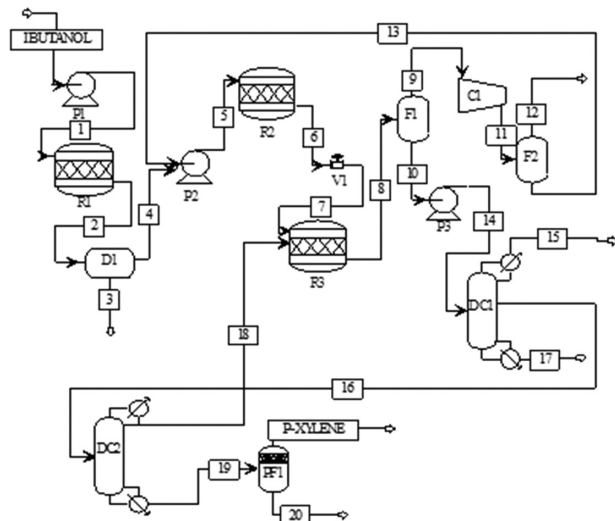 IBUTANOL
13
P1
1
R1
2
D1
3
4
P2
5
R2
6
V1
7
R3
8
9
F1
10
C1
11
12
F2
P3
14
15
DC1
17
16
18
DC2
19
P-XYLENE
PF1
20